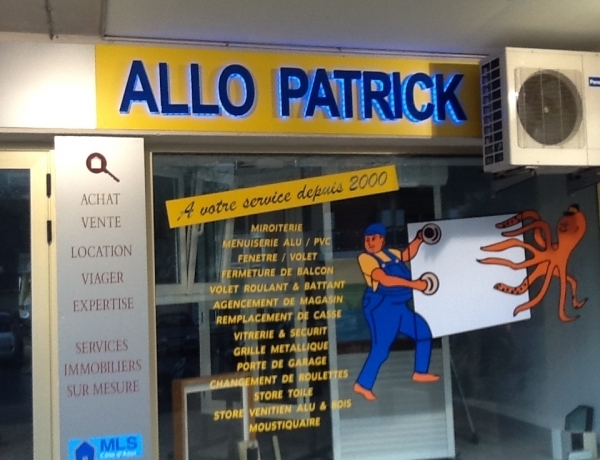 ALLO PATRICK
A votre service depuis 2000
MIROITERIE
MENUISERIE ALU / PVC
FENETRE / VOLET
FERMETURE DE BALCON
VOLET ROULANT & BATTANT
AGENCEMENT DE MAGASIN
REMPLACEMENT DE CASSE
VITRERIE & SECURIT
GRILLE METALLIQUE
PORTE DE GARAGE
CHANGEMENT DE ROULETTES
STORE TOILE
STORE VENITIEN ALU & BOIS
MOUSTIQUAIRE
ACHAT
VENTE
LOCATION
VIAGER
EXPERTISE
SERVICES
IMMOBILIERS
SUR MESURE
MLS
Côte d'Azur